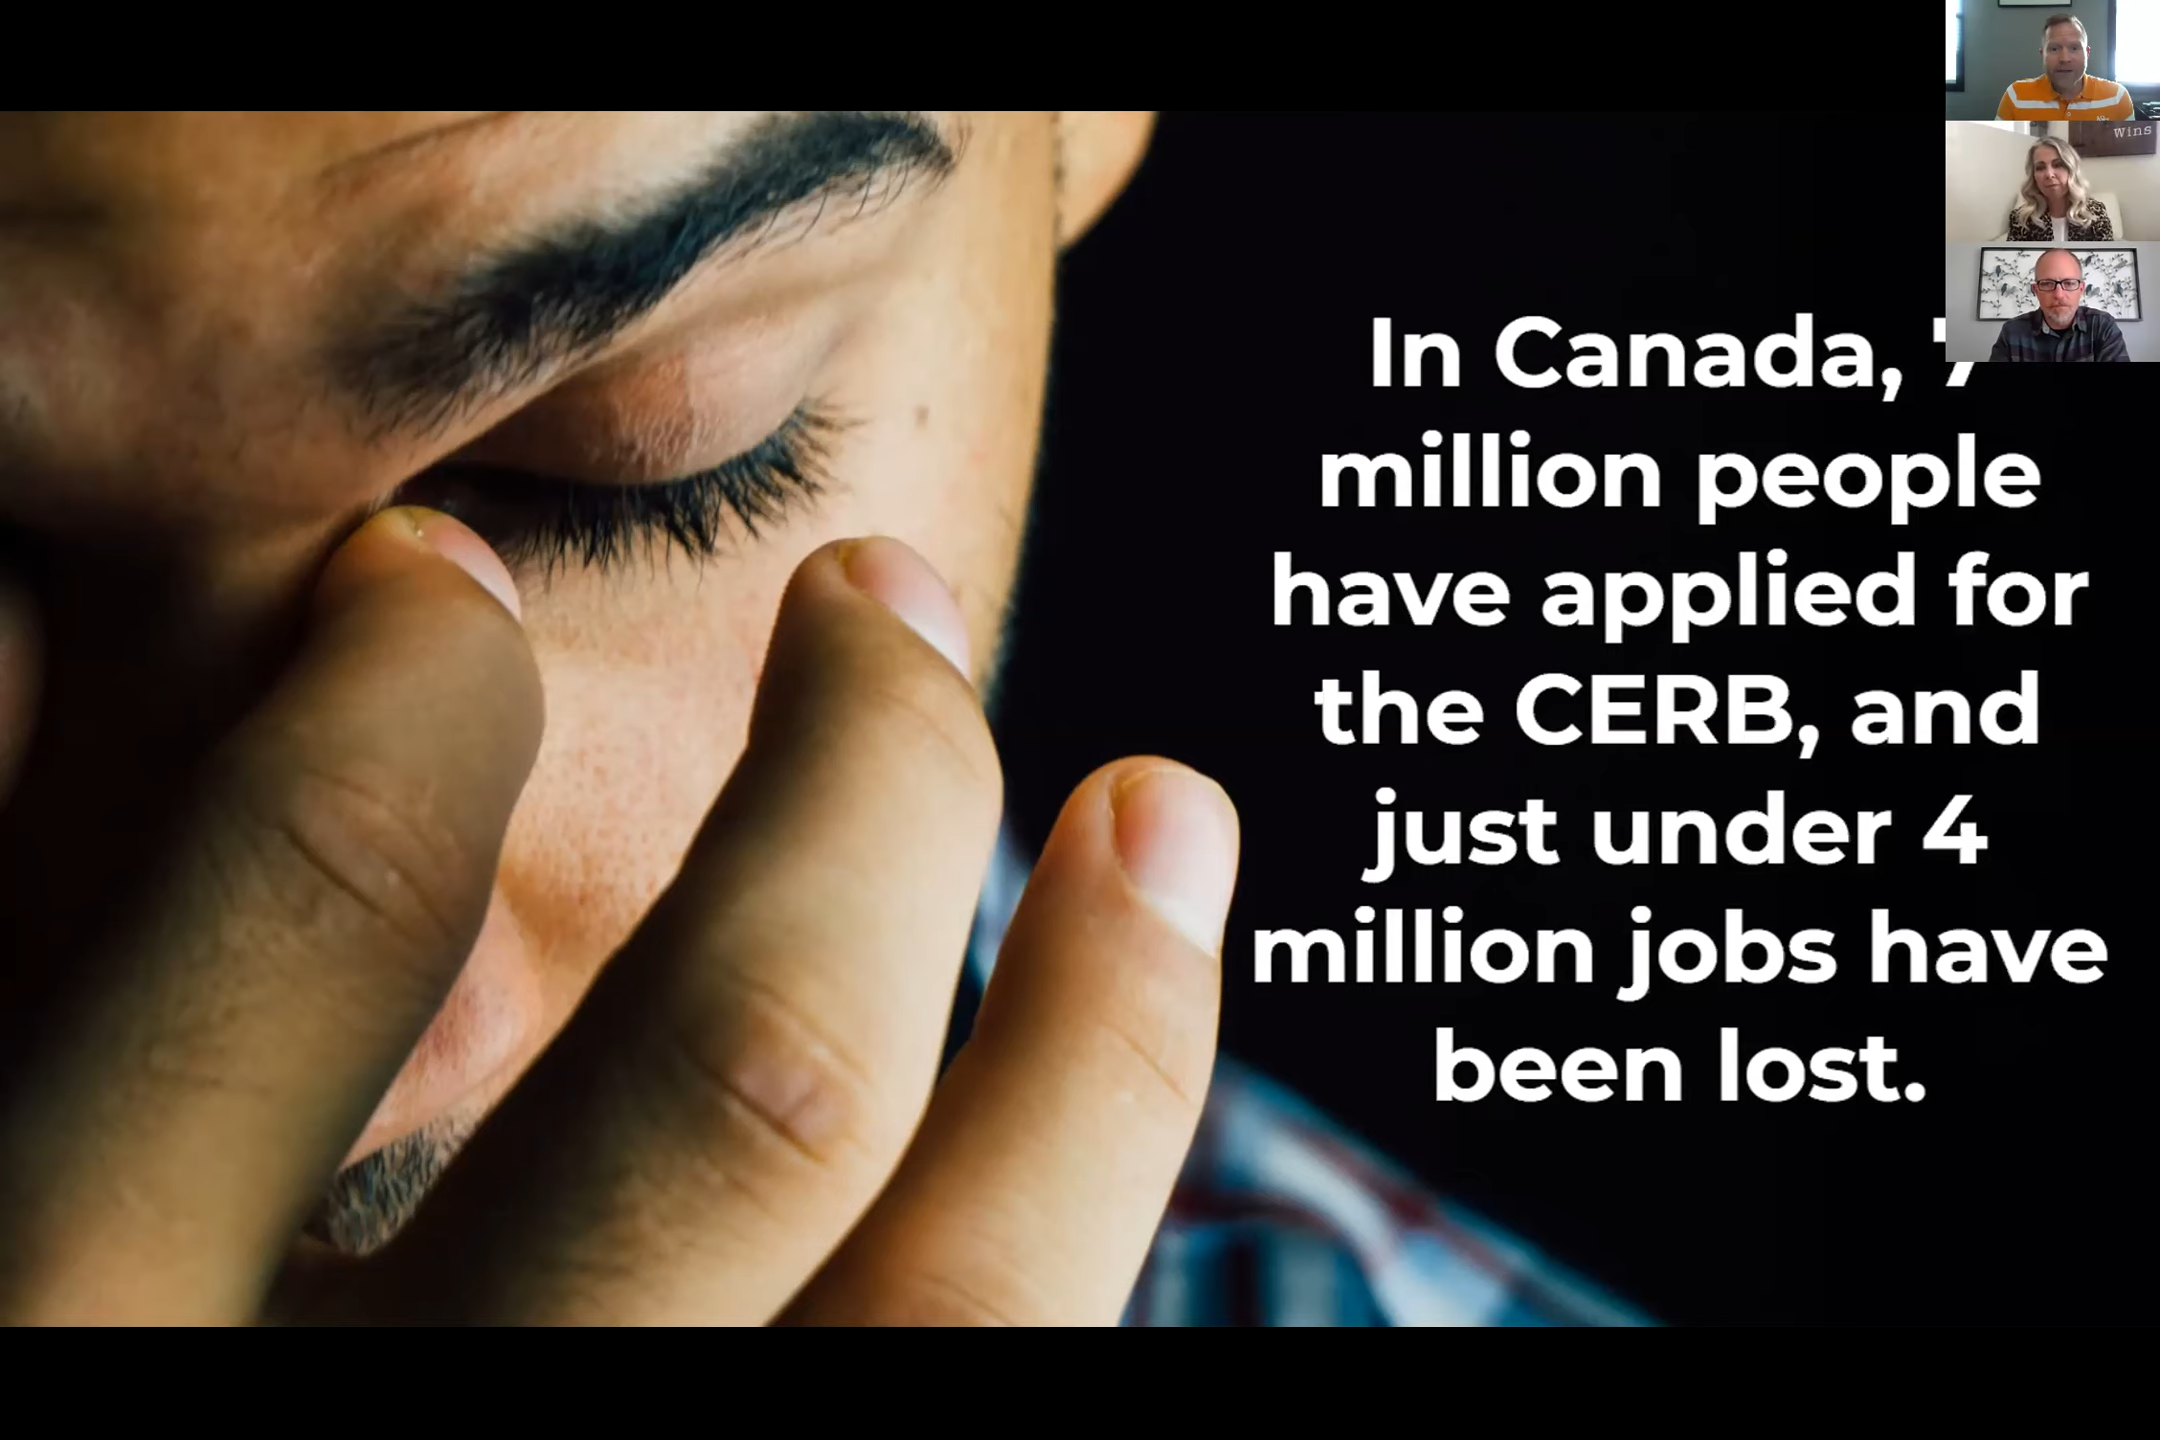 Wins
In Canada, 7
million people
have applied for
the CERB, and
just under 4
million jobs have
been lost.